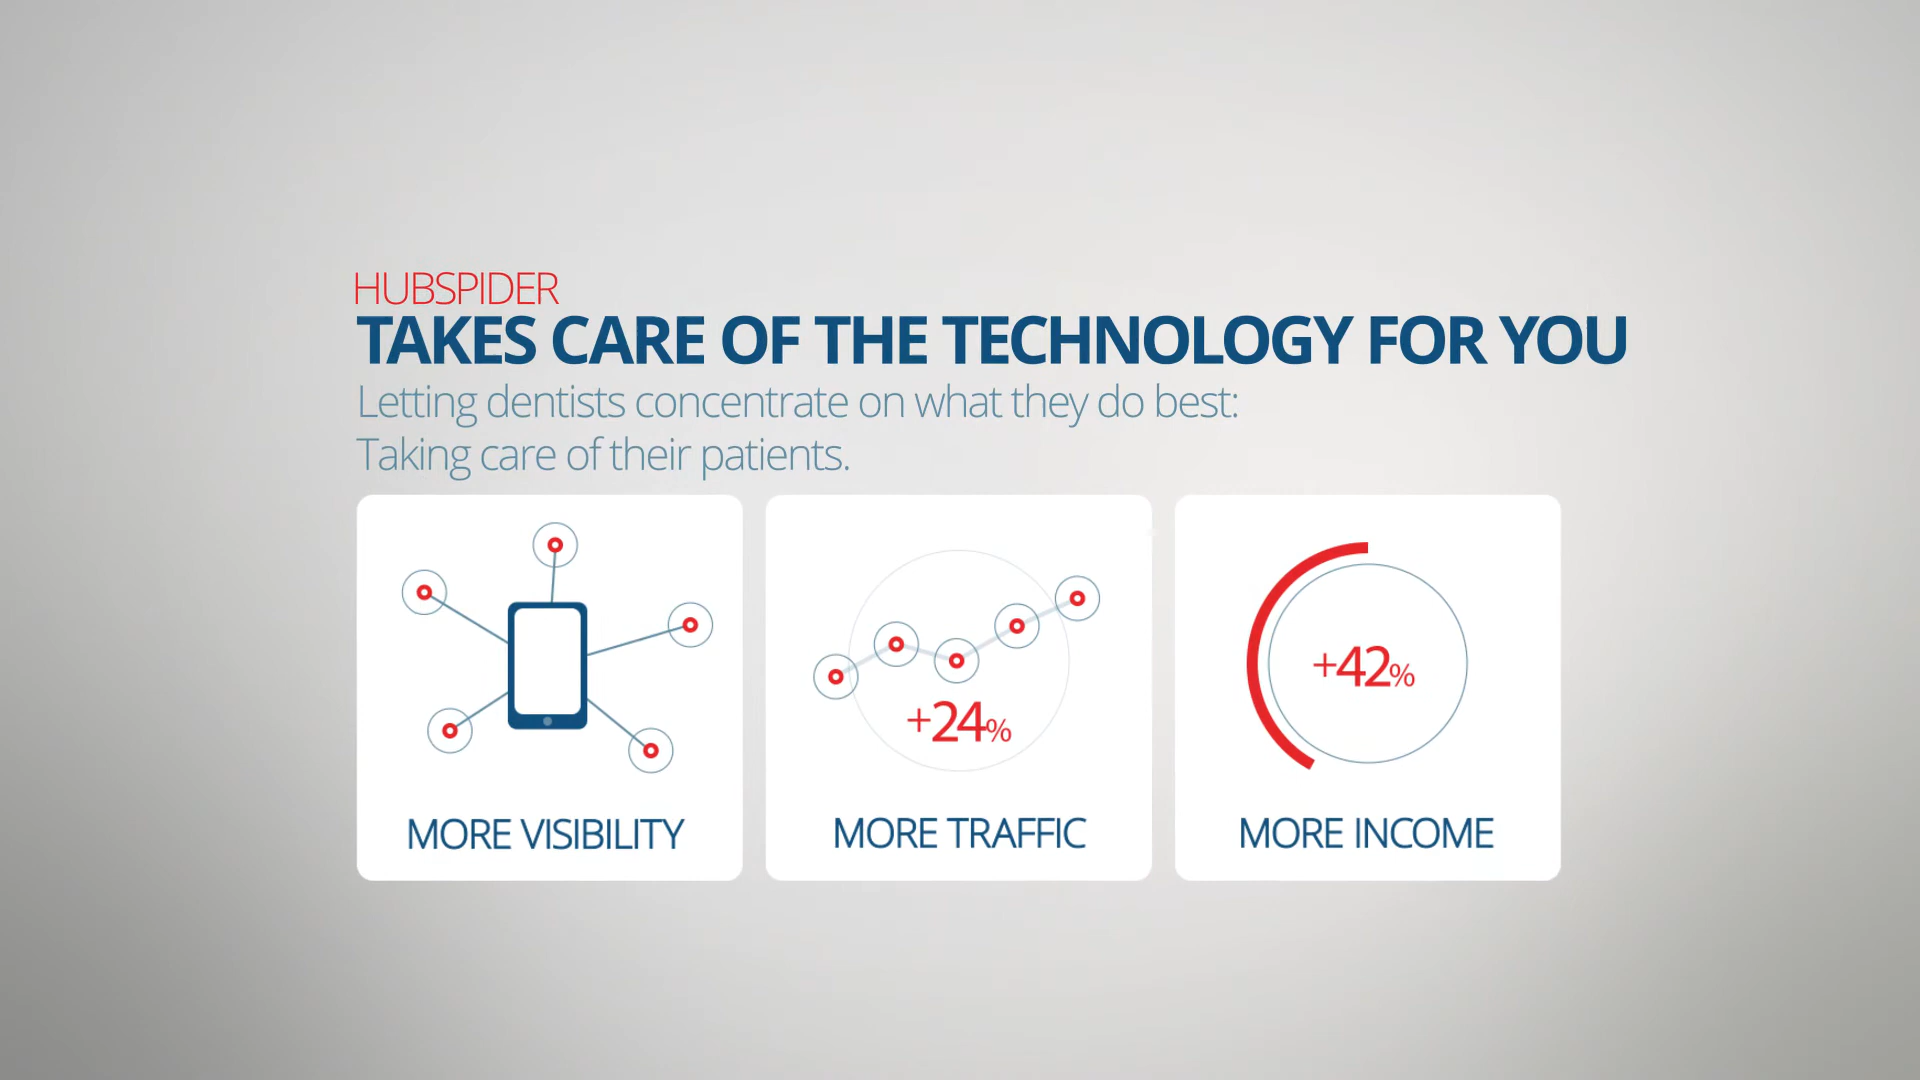 HUBSPIDER
TAKES CARE OF THE TECHNOLOGY FOR YOU
Letting dentists concentrate on what they do best:
Taking care of their patients.
+24%
+42%
MORE VISIBILITY
MORE TRAFFIC
MORE INCOME